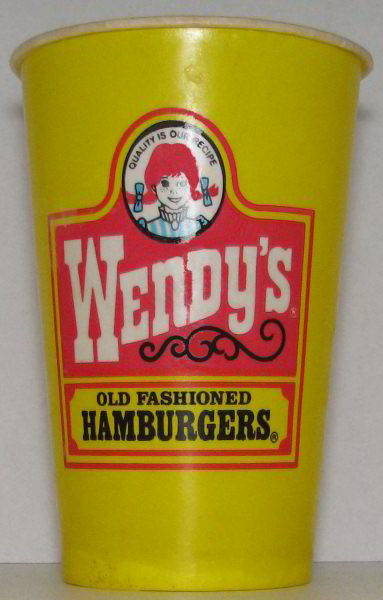 QUALITY IS OUR RECIPE
WENDY'S®
OLD FASHIONED
HAMBURGERS®